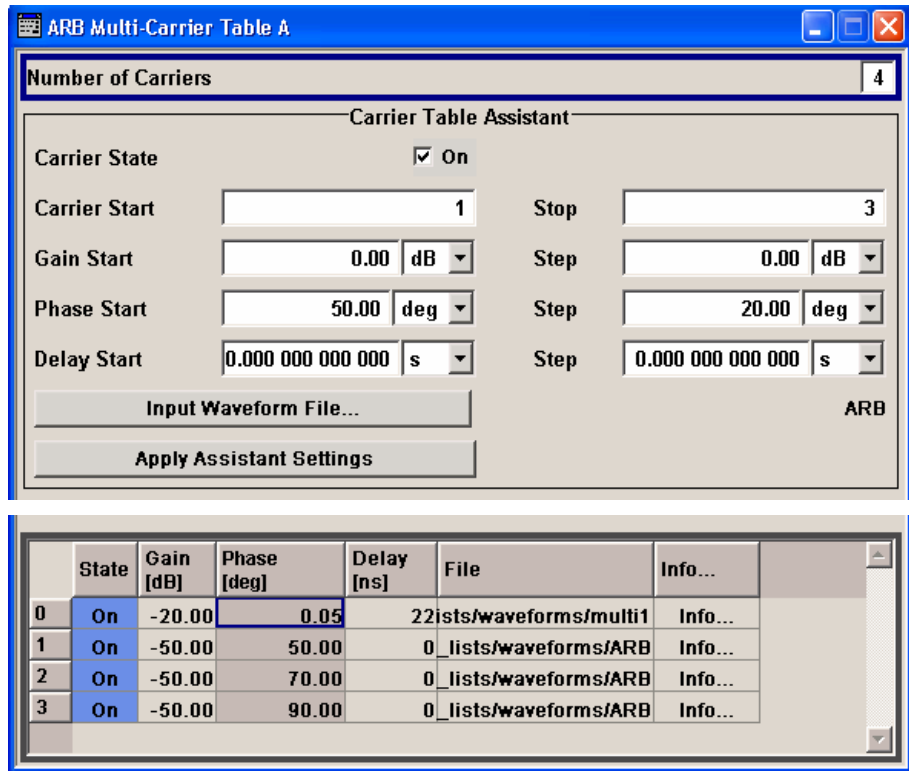 ARB Multi-Carrier Table A
Number of Carriers 4
Carrier Table Assistant
Carrier State On
Carrier Start 1 Stop 3
Gain Start 0.00 dB Step 0.00 dB
Phase Start 50.00 deg Step 20.00 deg
Delay Start 0.000 000 000 000 s Step 0.000 000 000 000 s
Input Waveform File... ARB
Apply Assistant Settings
State Gain [dB] Phase [deg] Delay [ns] File Info...
0 On -20.00 0.05 22 ists/waveforms/multi1 Info...
1 On -50.00 50.00 0 _lists/waveforms/ARB Info...
2 On -50.00 70.00 0 _lists/waveforms/ARB Info...
3 On -50.00 90.00 0 _lists/waveforms/ARB Info...